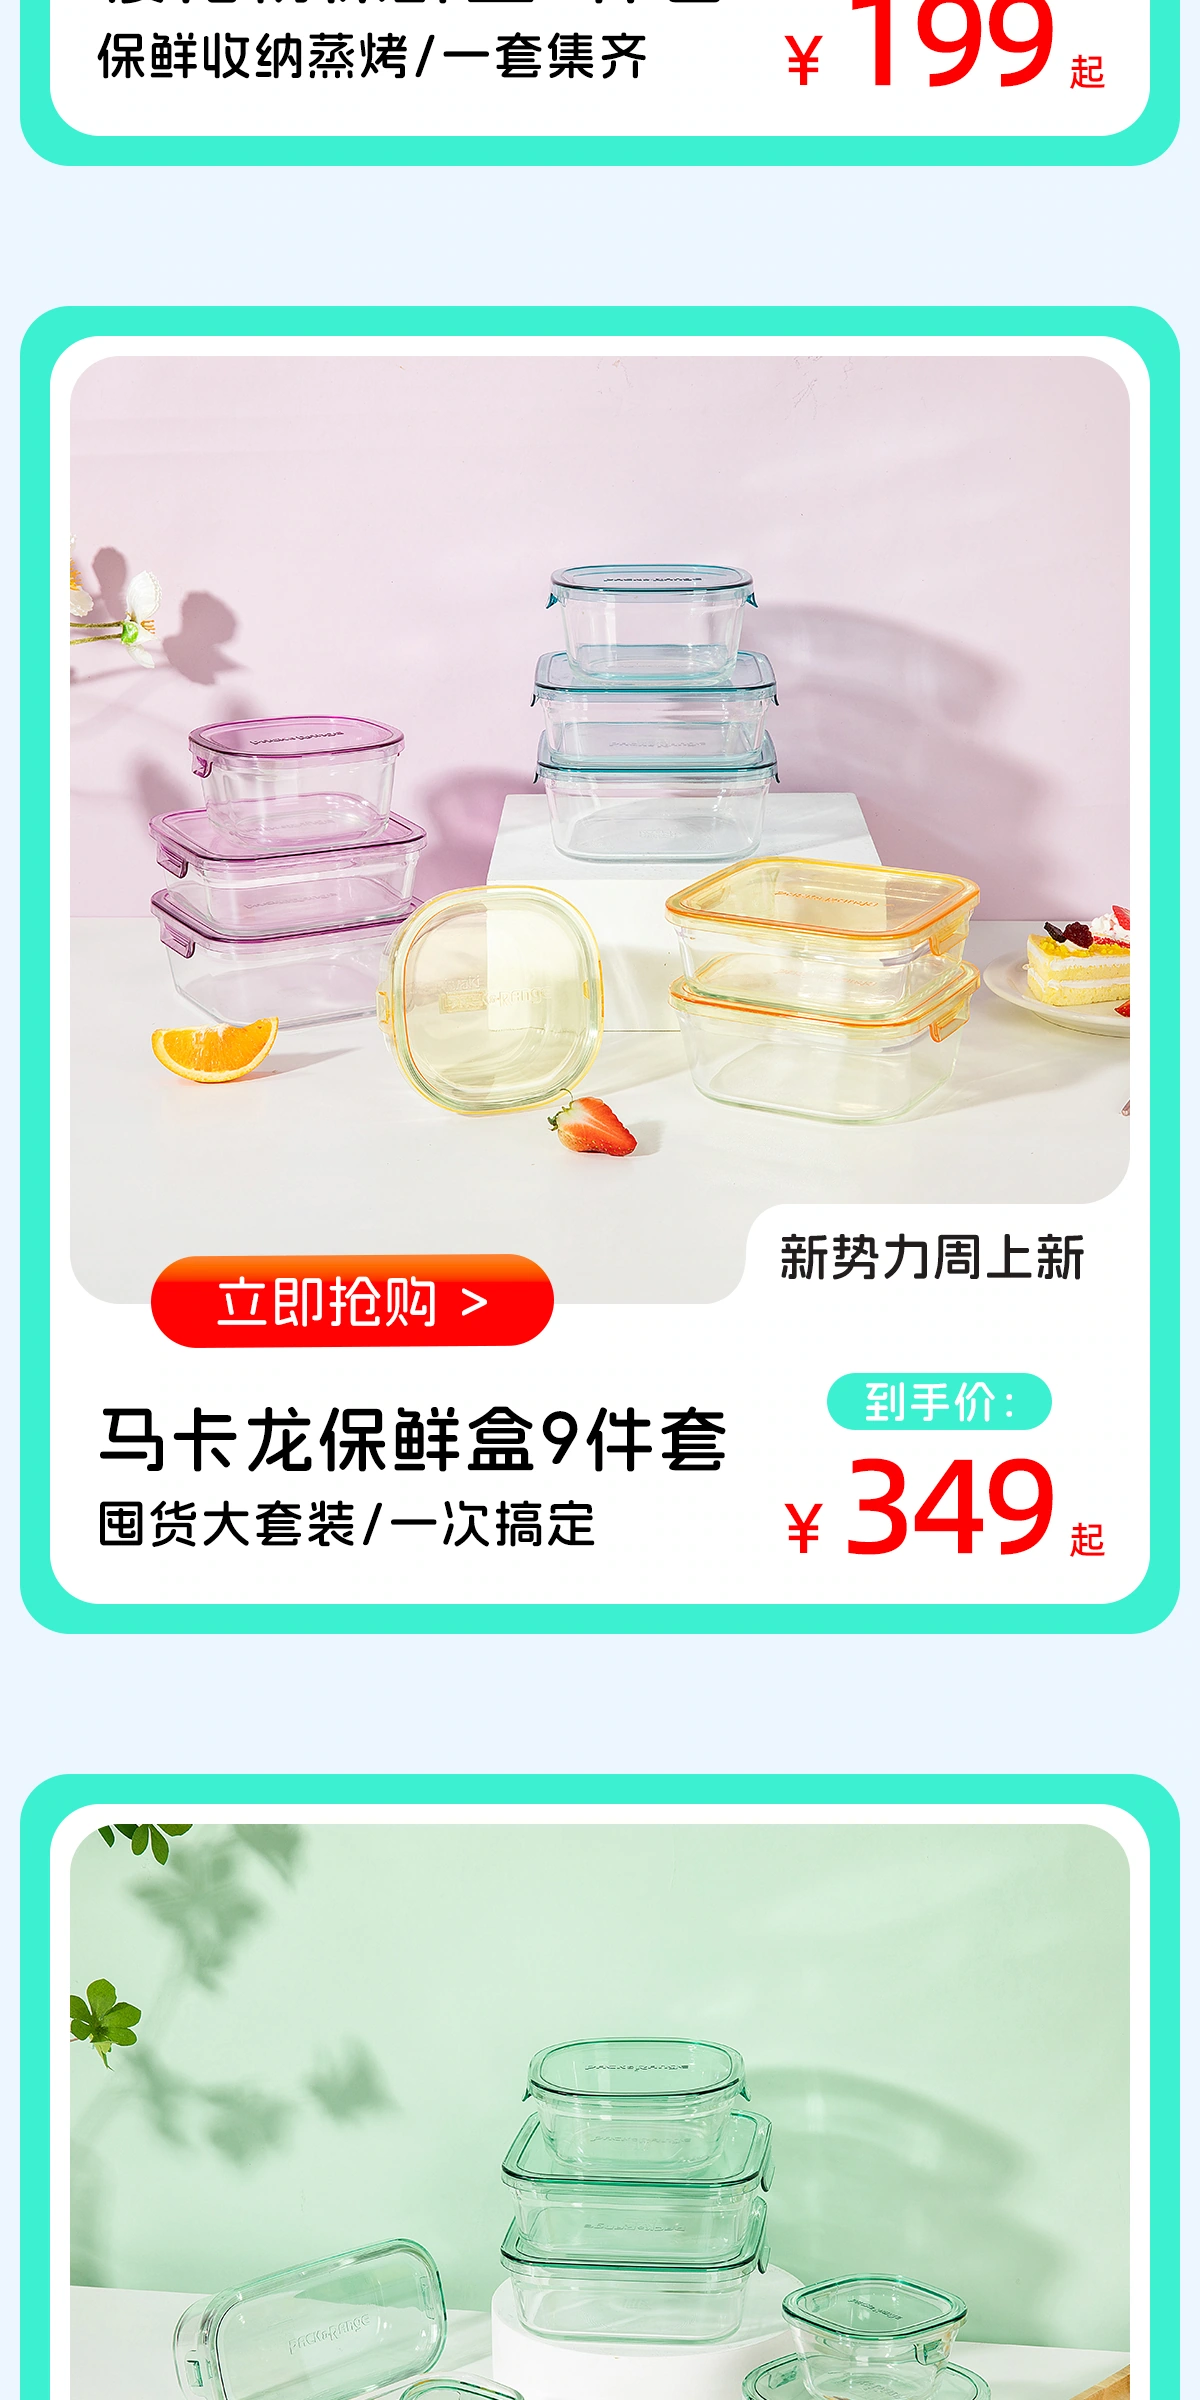 保鲜收纳蒸烤/一套集齐
¥199起
新势力周上新
立即抢购 >
到手价:
马卡龙保鲜盒9件套
囤货大套装/一次搞定
¥349起